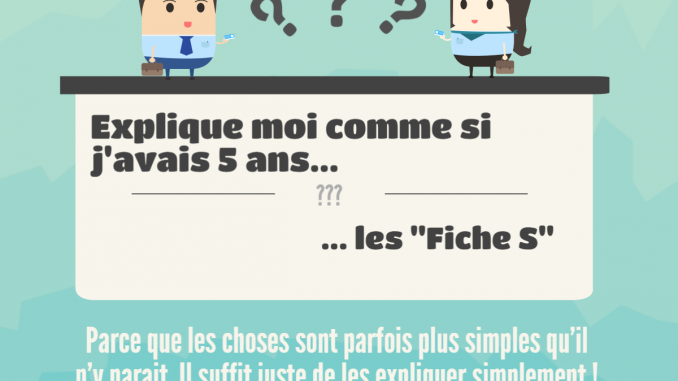 ? ? ?
Explique moi comme si
j'avais 5 ans...
???
... les "Fiche S"
Parce que les choses sont parfois plus simples qu'il
n'y parait. Il suffit juste de les expliquer simplement !